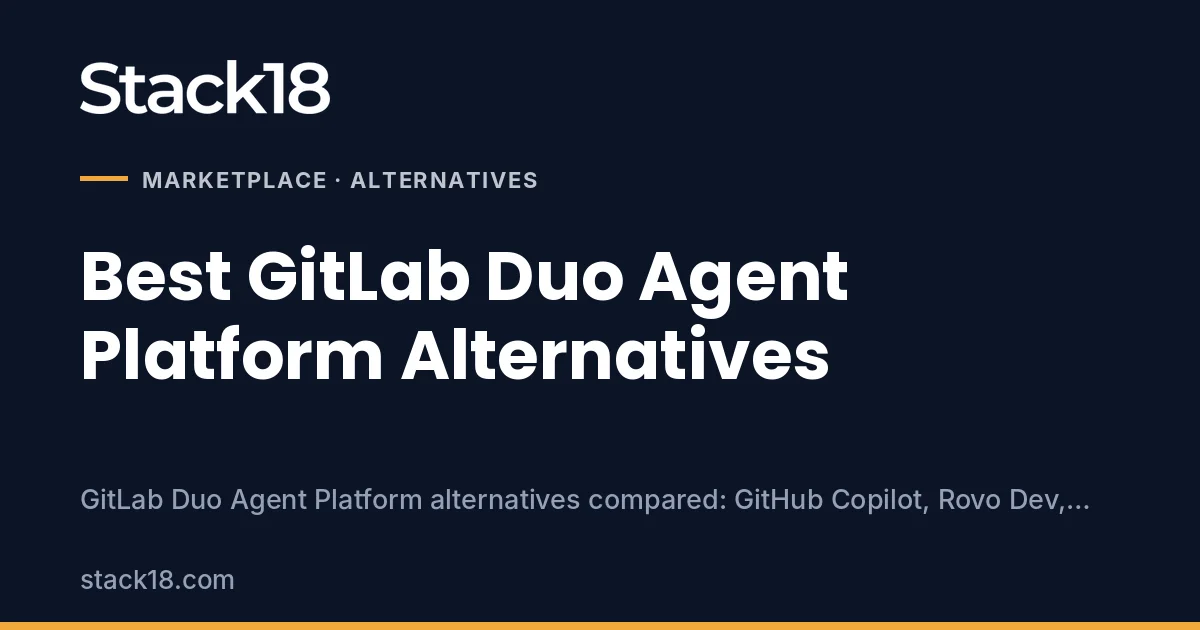 Stack18
MARKETPLACE · ALTERNATIVES
Best GitLab Duo Agent
Platform Alternatives
GitLab Duo Agent Platform alternatives compared: GitHub Copilot, Rovo Dev,...
stack18.com